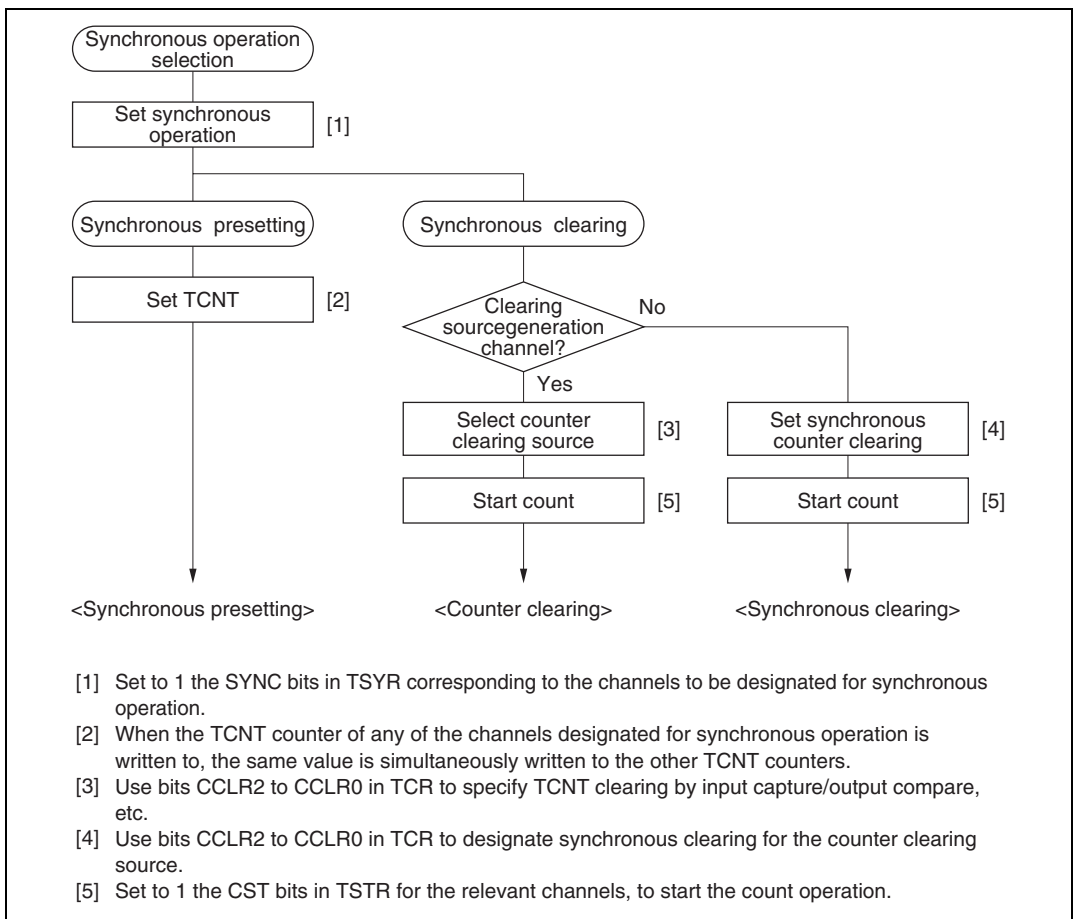 Synchronous operation
selection
Set synchronous
operation
[1]
Synchronous presetting
Synchronous clearing
Set TCNT
[2]
Clearing
sourcegeneration
channel?
No
Yes
Select counter
clearing source
[3]
Set synchronous
counter clearing
[4]
Start count
[5]
Start count
[5]
<Synchronous presetting>
<Counter clearing>
<Synchronous clearing>
[1] Set to 1 the SYNC bits in TSYR corresponding to the channels to be designated for synchronous
operation.
[2] When the TCNT counter of any of the channels designated for synchronous operation is
written to, the same value is simultaneously written to the other TCNT counters.
[3] Use bits CCLR2 to CCLR0 in TCR to specify TCNT clearing by input capture/output compare,
etc.
[4] Use bits CCLR2 to CCLR0 in TCR to designate synchronous clearing for the counter clearing
source.
[5] Set to 1 the CST bits in TSTR for the relevant channels, to start the count operation.